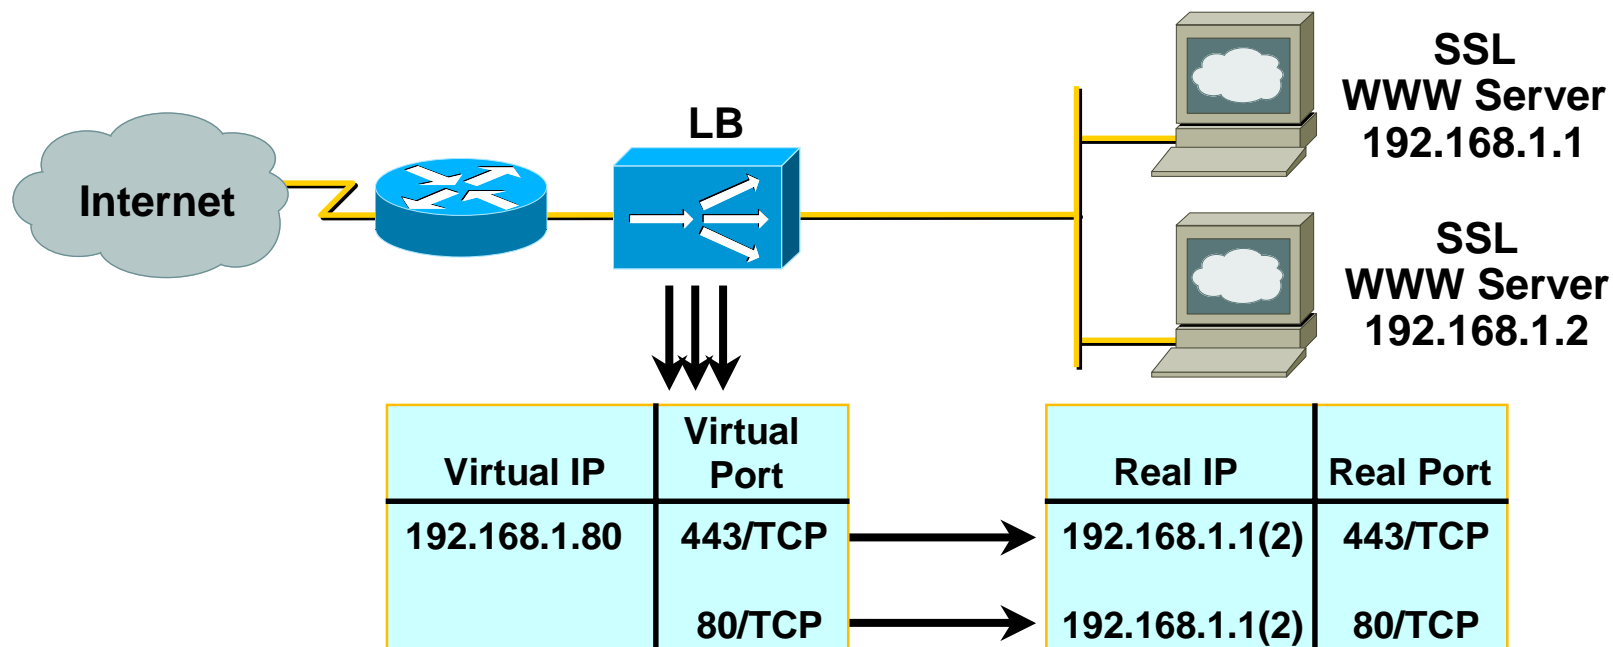 SSL
WWW Server
192.168.1.1
LB
Internet
SSL
WWW Server
192.168.1.2
Virtual IP
Virtual
Port
Real IP
Real Port
192.168.1.80
443/TCP
192.168.1.1(2)
443/TCP
80/TCP
192.168.1.1(2)
80/TCP